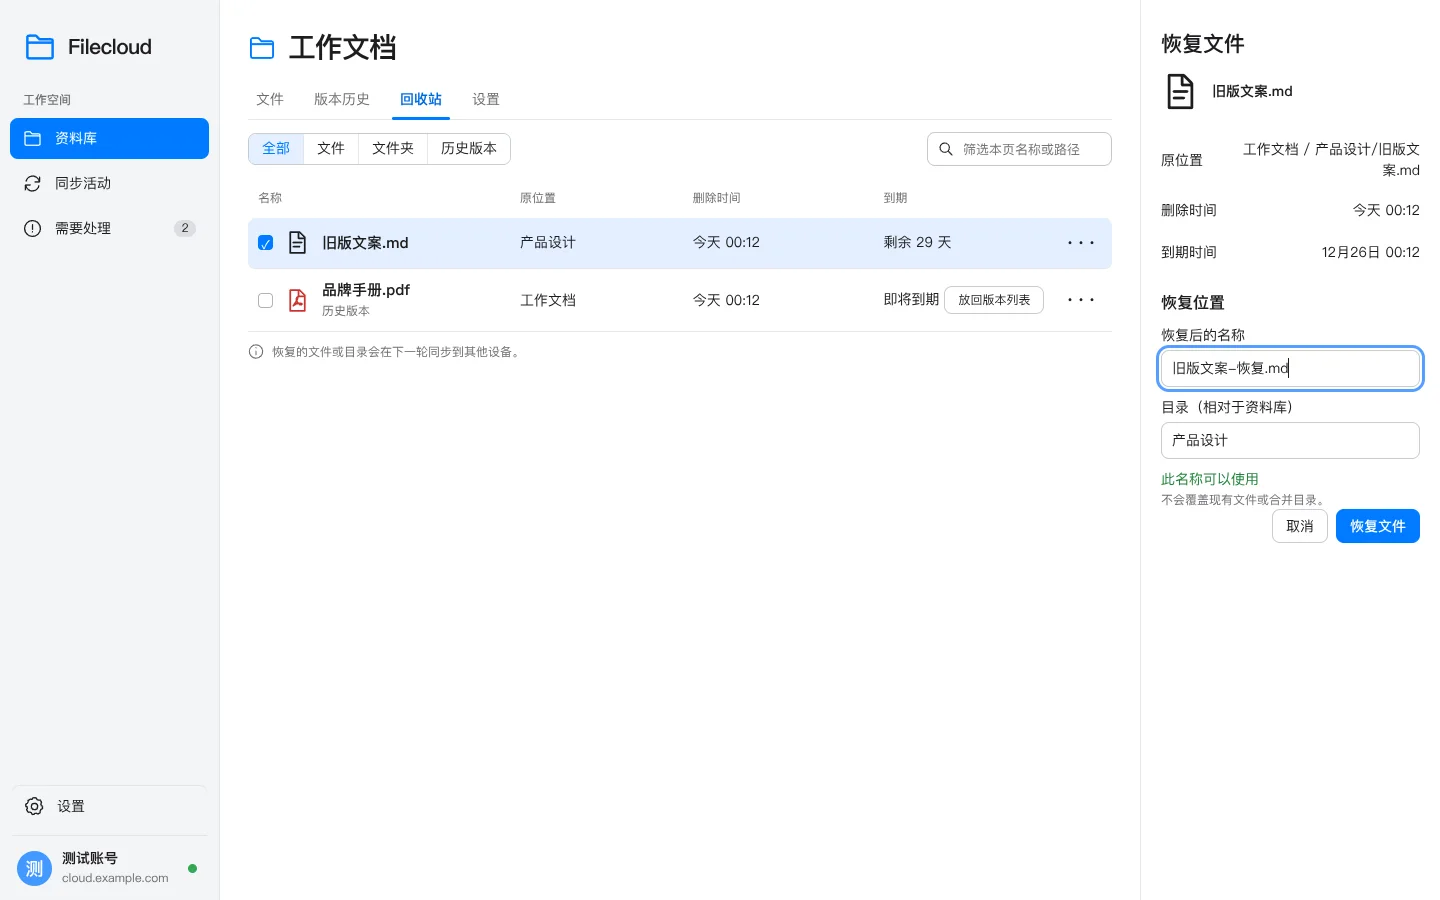 Filecloud
工作空间
资料库
同步活动
需要处理 2
设置
测
测试账号
cloud.example.com
工作文档
文件 版本历史 回收站 设置
全部 文件 文件夹 历史版本
筛选本页名称或路径
名称 原位置 删除时间 到期
旧版文案.md 产品设计 今天 00:12 剩余 29 天
品牌手册.pdf
历史版本
工作文档 今天 00:12 即将到期 放回版本列表
恢复的文件或目录会在下一轮同步到其他设备。
恢复文件
旧版文案.md
原位置
工作文档 / 产品设计/旧版文
案.md
删除时间 今天 00:12
到期时间 12月26日 00:12
恢复位置
恢复后的名称
旧版文案-恢复.md
目录（相对于资料库）
产品设计
此名称可以使用
不会覆盖现有文件或合并目录。
取消 恢复文件